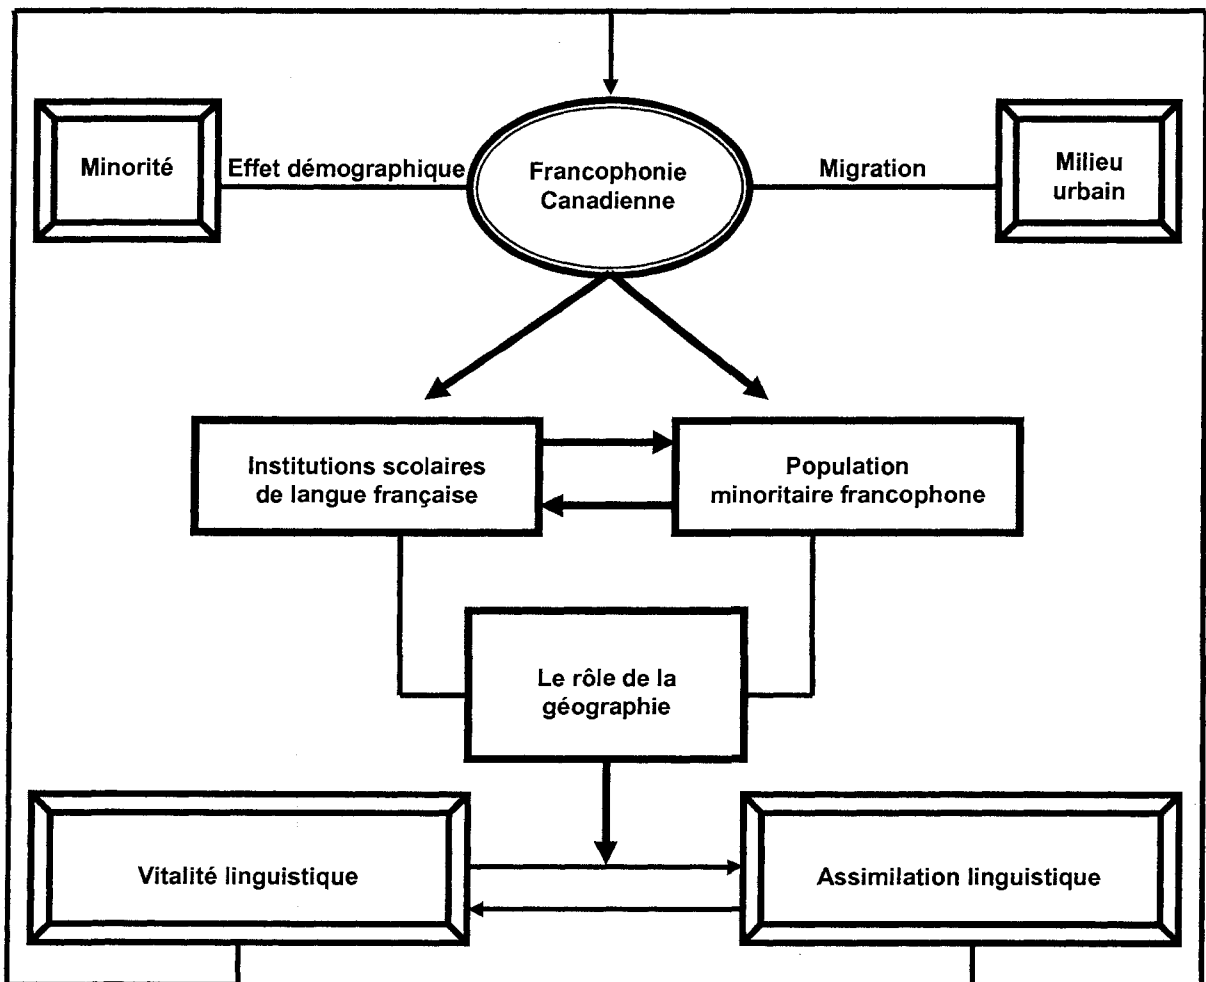 Minorité
Effet démographique
Francophonie
Canadienne
Migration
Milieu
urbain
Institutions scolaires
de langue française
Population
minoritaire francophone
Le rôle de la
géographie
Vitalité linguistique
Assimilation linguistique